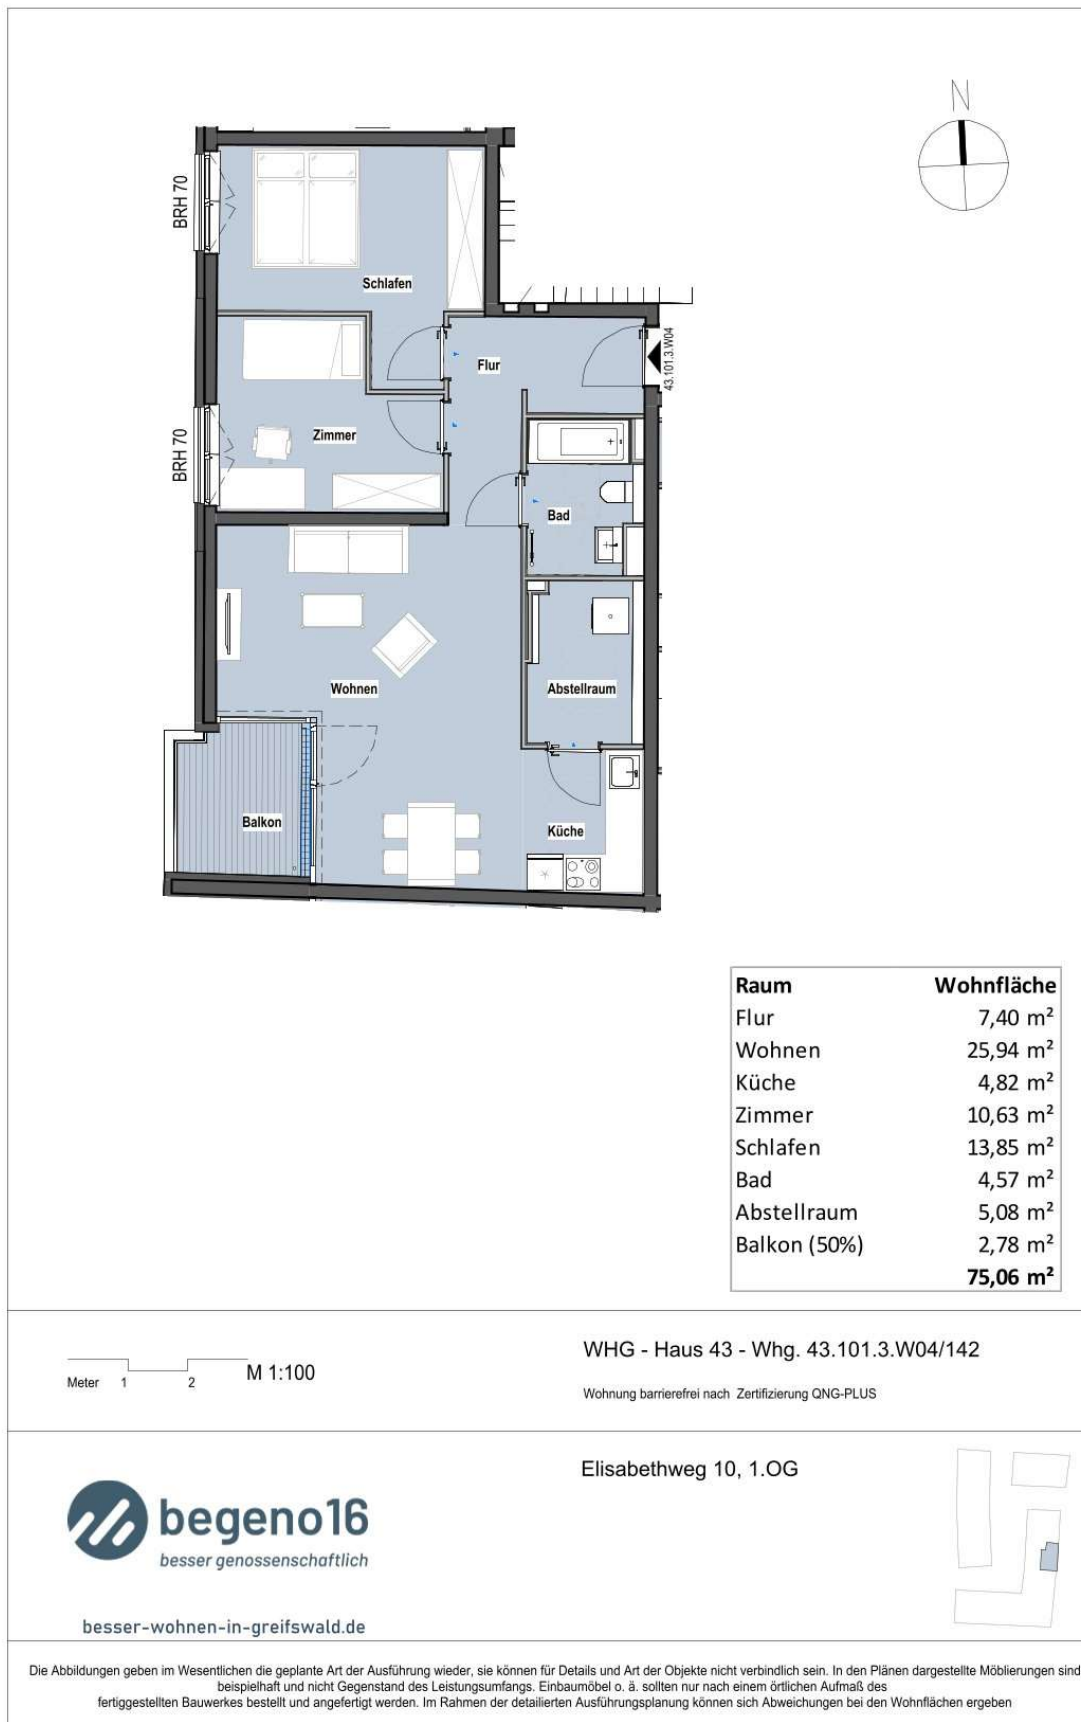 N
BRH 70
Schlafen
43.101.3.W04
Flur
BRH 70
Zimmer
Bad
Wohnen
Abstellraum
Balkon
Küche
Raum Wohnfläche
Flur 7,40 m²
Wohnen 25,94 m²
Küche 4,82 m²
Zimmer 10,63 m²
Schlafen 13,85 m²
Bad 4,57 m²
Abstellraum 5,08 m²
Balkon (50%) 2,78 m²
75,06 m²
Meter 1 2 M 1:100
WHG - Haus 43 - Whg. 43.101.3.W04/142
Wohnung barrierefrei nach Zertifizierung QNG-PLUS
Elisabethweg 10, 1.OG
begeno16
besser genossenschaftlich
besser-wohnen-in-greifswald.de
Die Abbildungen geben im Wesentlichen die geplante Art der Ausführung wieder, sie können für Details und Art der Objekte nicht verbindlich sein. In den Plänen dargestellte Möblierungen sind
beispielhaft und nicht Gegenstand des Leistungsumfangs. Einbaumöbel o. ä. sollten nur nach einem örtlichen Aufmaß des
fertiggestellten Bauwerkes bestellt und angefertigt werden. Im Rahmen der detailierten Ausführungsplanung können sich Abweichungen bei den Wohnflächen ergeben